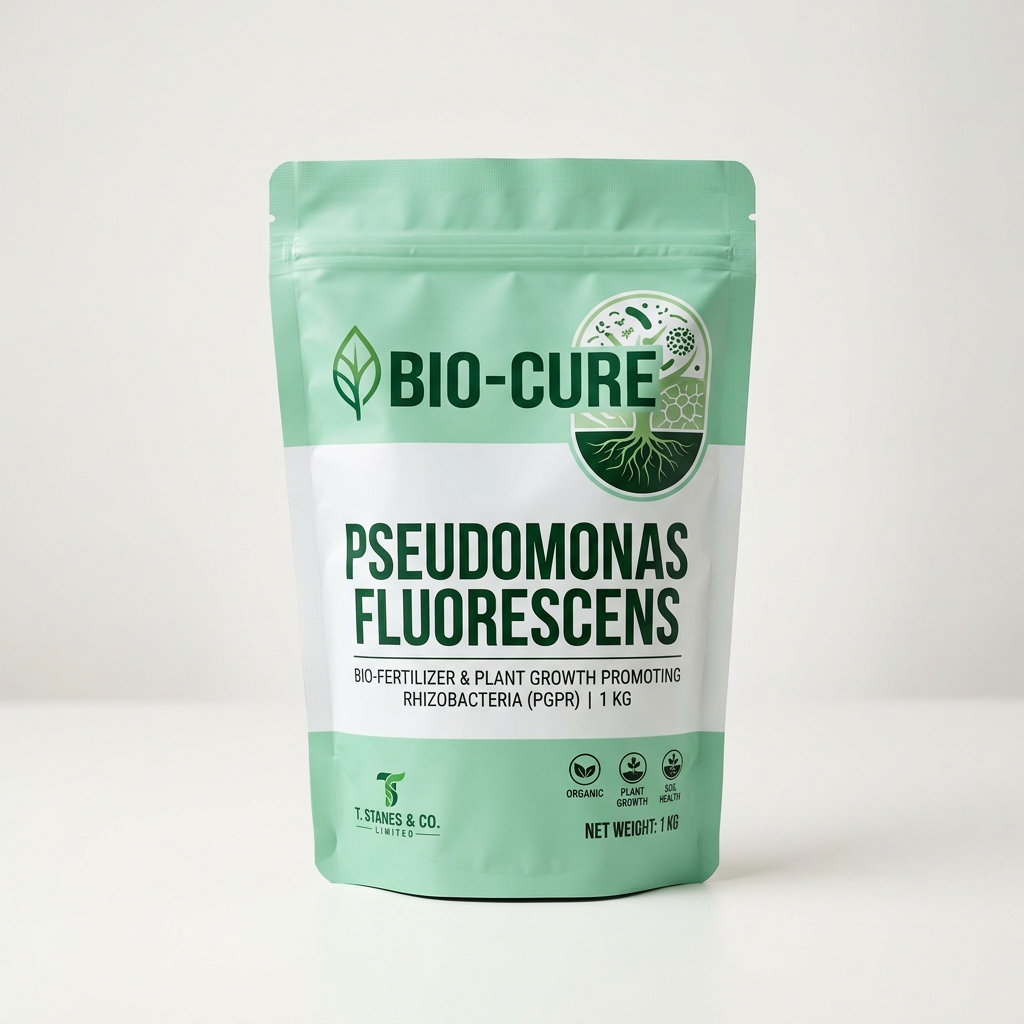 BIO-CURE
PSEUDOMONAS
FLUORESCENS
BIO-FERTILIZER & PLANT GROWTH PROMOTING
RHIZOBACTERIA (PGPR) | 1 KG
T. STANES & CO.
LIMITED
ORGANIC
PLANT
GROWTH
SOIL
HEALTH
NET WEIGHT: 1 KG